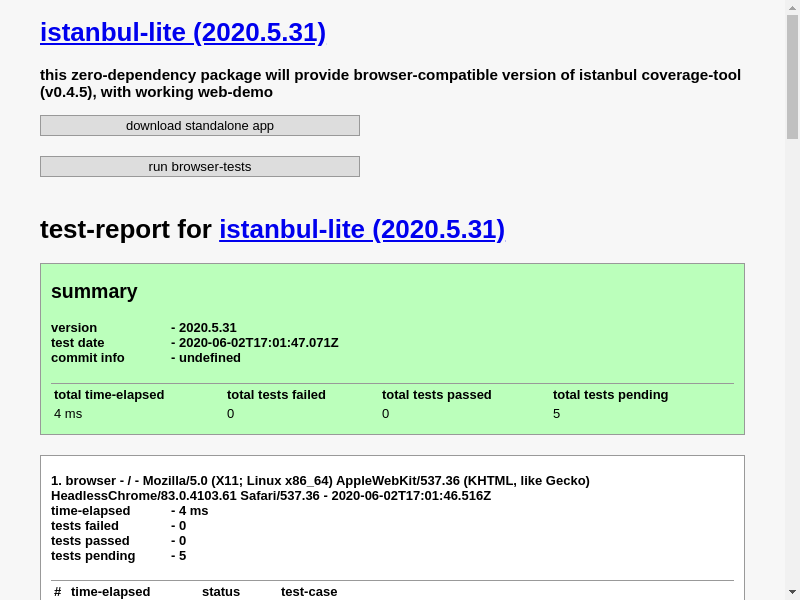 istanbul-lite (2020.5.31)
this zero-dependency package will provide browser-compatible version of istanbul coverage-tool
(v0.4.5), with working web-demo
download standalone app
run browser-tests
test-report for istanbul-lite (2020.5.31)
summary
version - 2020.5.31
test date - 2020-06-02T17:01:47.071Z
commit info - undefined
total time-elapsed total tests failed total tests passed total tests pending
4 ms 0 0 5
1. browser - / - Mozilla/5.0 (X11; Linux x86_64) AppleWebKit/537.36 (KHTML, like Gecko)
HeadlessChrome/83.0.4103.61 Safari/537.36 - 2020-06-02T17:01:46.516Z
time-elapsed - 4 ms
tests failed - 0
tests passed - 0
tests pending - 5
# time-elapsed status test-case